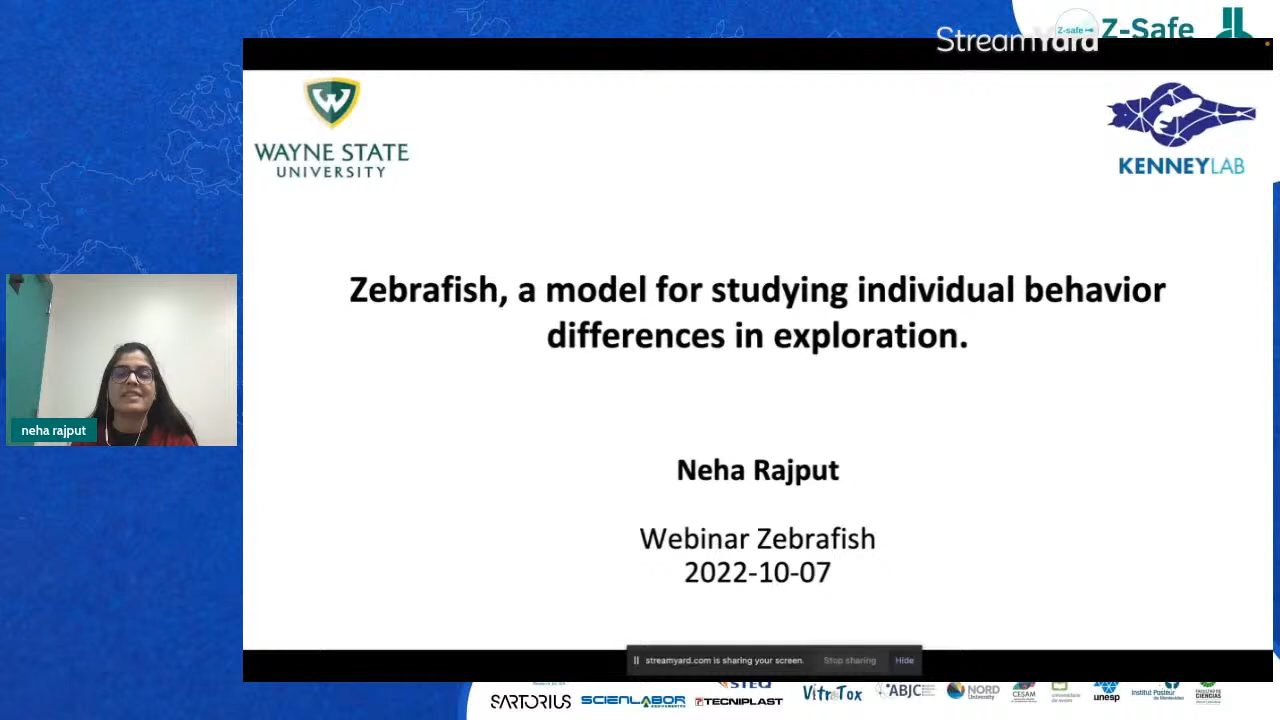 Z-safe
Z-Safe
StreamYard
WAYNE STATE
UNIVERSITY
KENNEYLAB
Zebrafish, a model for studying individual behavior
differences in exploration.
neha rajput
Neha Rajput
Webinar Zebrafish
2022-10-07
streamyard.com is sharing your screen.
Stop sharing
Hide
SARTORIUS
SCIENLABOR
STEQ
TECNIPLAST
VitroTox
ABJC
NORD
University
CESAM
unesp
Institut Pasteur
CIENCIAS